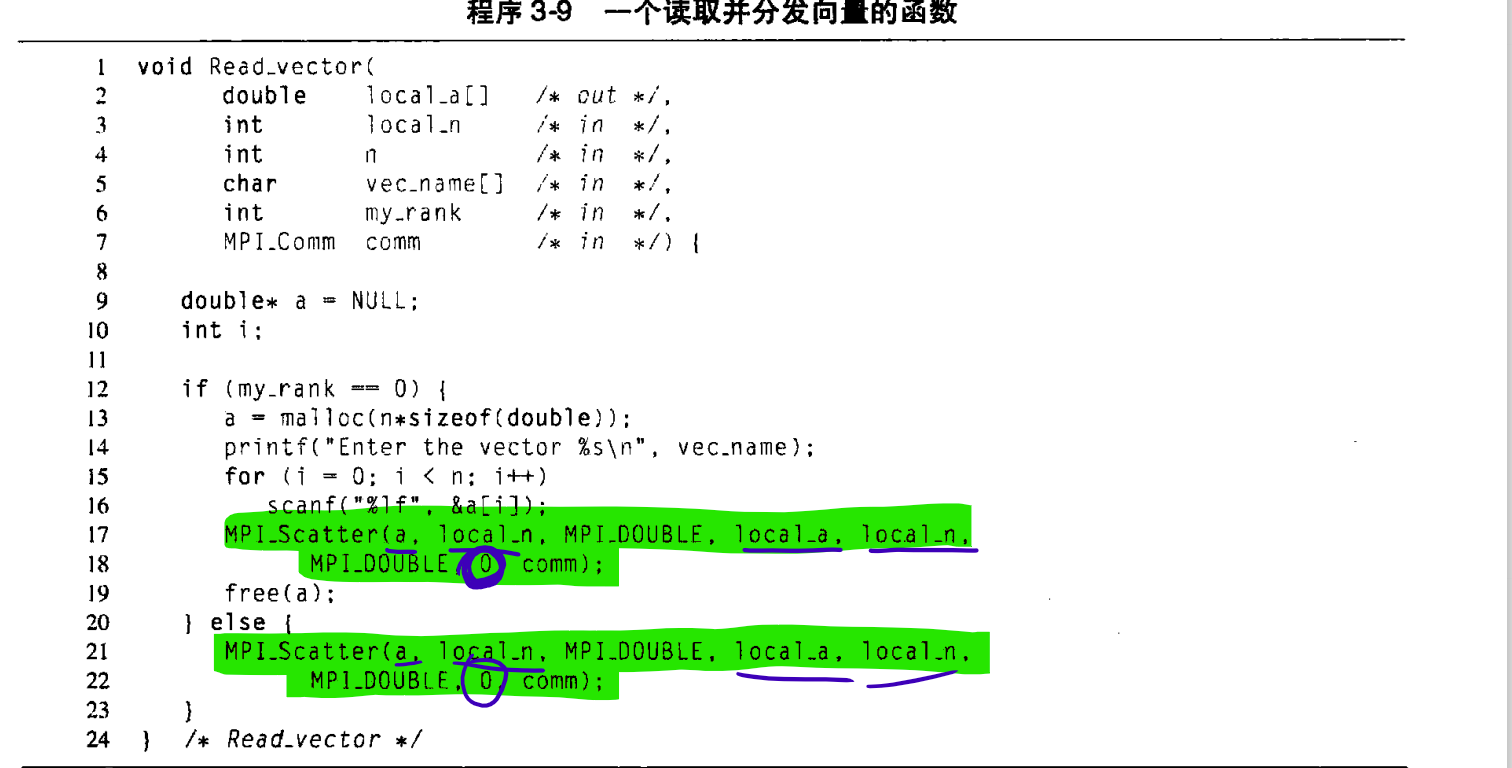 程序 3-9 一个读取并分发向量的函数
1 void Read_vector(
2 double local_a[] /* out */,
3 int local_n /* in */,
4 int n /* in */,
5 char vec_name[] /* in */,
6 int my_rank /* in */,
7 MPI_Comm comm /* in */) {
8
9 double* a = NULL;
10 int i;
11
12 if (my_rank == 0) {
13 a = malloc(n*sizeof(double));
14 printf("Enter the vector %s\n", vec_name);
15 for (i = 0; i < n; i++)
16 scanf("%lf", &a[i]);
17 MPI_Scatter(a, local_n, MPI_DOUBLE, local_a, local_n,
18 MPI_DOUBLE, 0, comm);
19 free(a);
20 } else {
21 MPI_Scatter(a, local_n, MPI_DOUBLE, local_a, local_n,
22 MPI_DOUBLE, 0, comm);
23 }
24 } /* Read_vector */